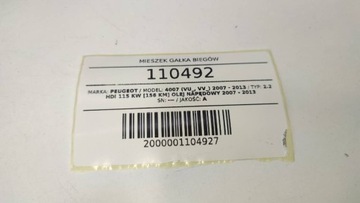 MIESZEK GAŁKA BIEGÓW
110492
MARKA: PEUGEOT / MODEL: 4007 (VU_, VV_) 2007 - 2013 / TYP: 2.2
HDI 115 KW [156 KM] OLEJ NAPĘDOWY 2007 - 2013
SN: --- / JAKOŚĆ: A
2000001104927